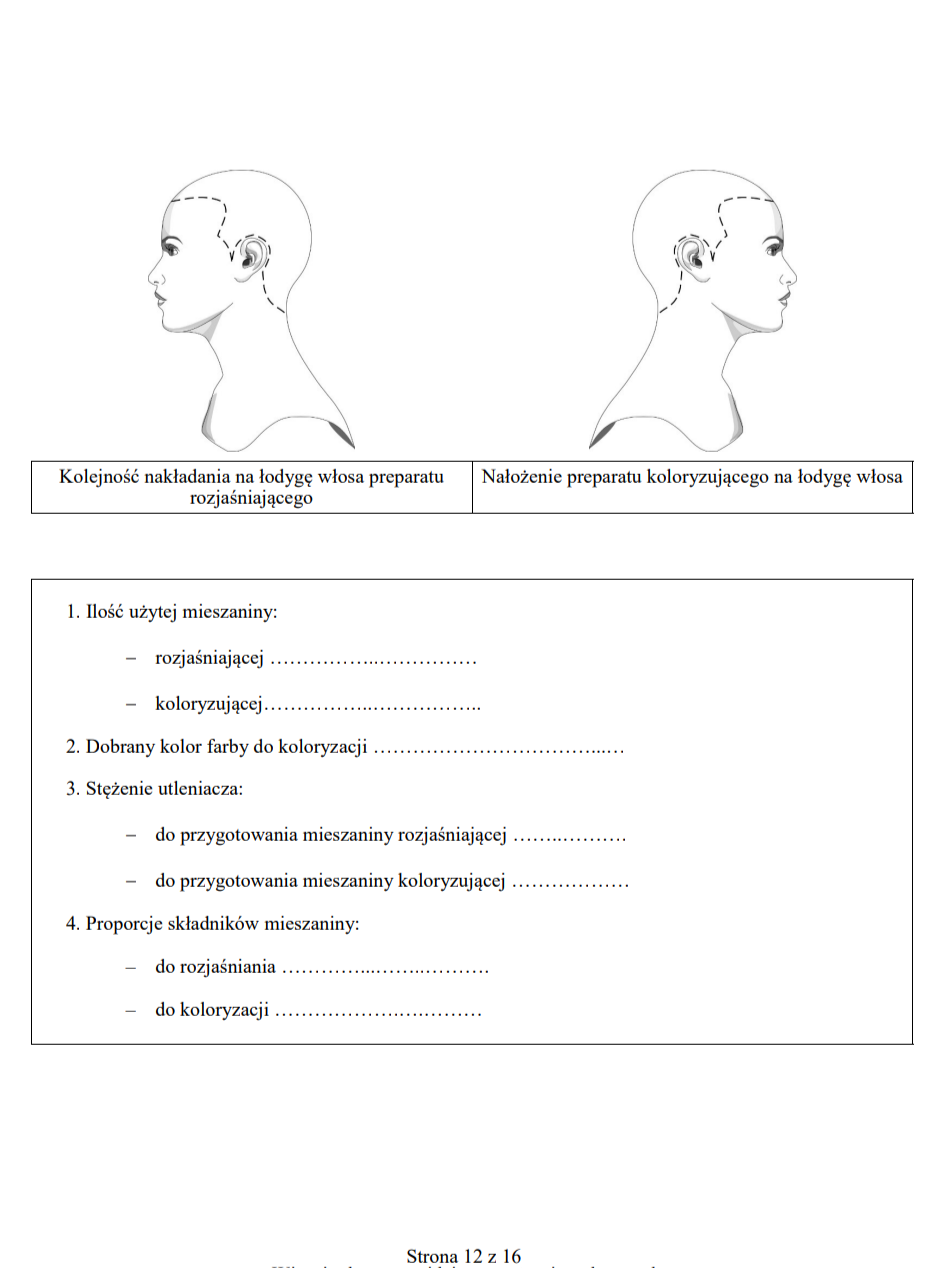 Kolejność nakładania na łodygę włosa preparatu
rozjaśniającego
Nałożenie preparatu koloryzującego na łodygę włosa
1. Ilość użytej mieszaniny:
– rozjaśniającej ……………..……………
– koloryzującej……………..……………..
2. Dobrany kolor farby do koloryzacji ……………………………...…
3. Stężenie utleniacza:
– do przygotowania mieszaniny rozjaśniającej ……..……….
– do przygotowania mieszaniny koloryzującej ………………
4. Proporcje składników mieszaniny:
– do rozjaśniania …………...……..……….
– do koloryzacji ……………….….………
Strona 12 z 16